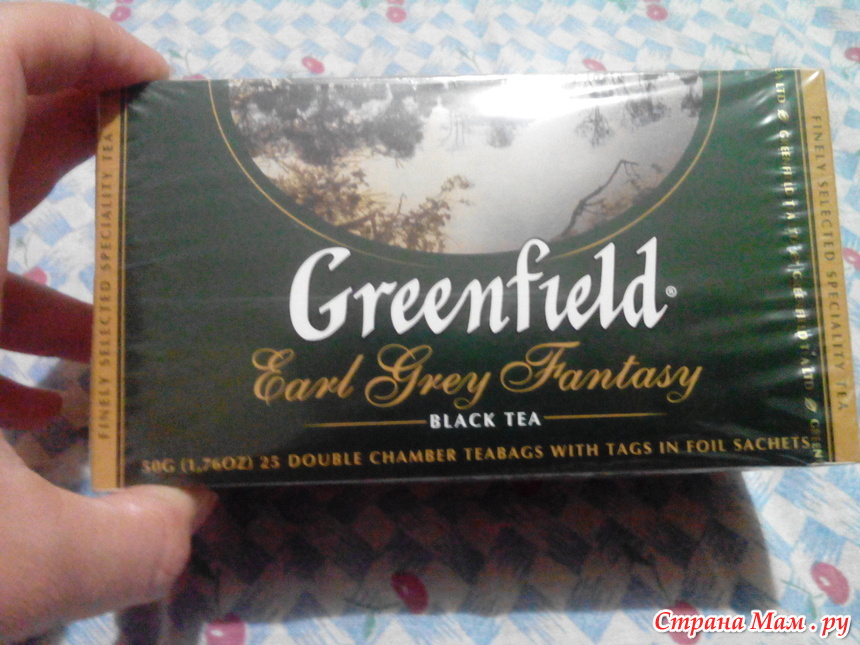 Greenfield®
Earl Grey Fantasy
BLACK TEA
50G (1,76OZ) 25 DOUBLE CHAMBER TEABAGS WITH TAGS IN FOIL SACHETS
FINELY SELECTED SPECIALITY TEA
FINELY SELECTED SPECIALITY TEA
Страна Мам.ру